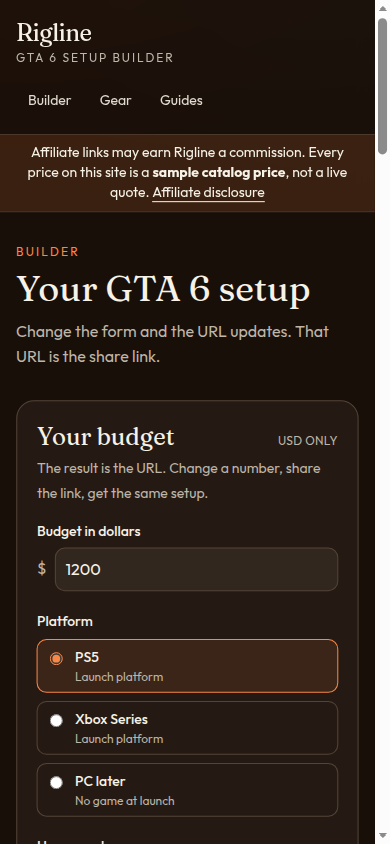 Rigline
GTA 6 SETUP BUILDER
Builder Gear Guides
Affiliate links may earn Rigline a commission. Every
price on this site is a sample catalog price, not a live
quote. Affiliate disclosure
BUILDER
Your GTA 6 setup
Change the form and the URL updates. That
URL is the share link.
Your budget
USD ONLY
The result is the URL. Change a number, share
the link, get the same setup.
Budget in dollars
$ 1200
Platform
PS5
Launch platform
Xbox Series
Launch platform
PC later
No game at launch